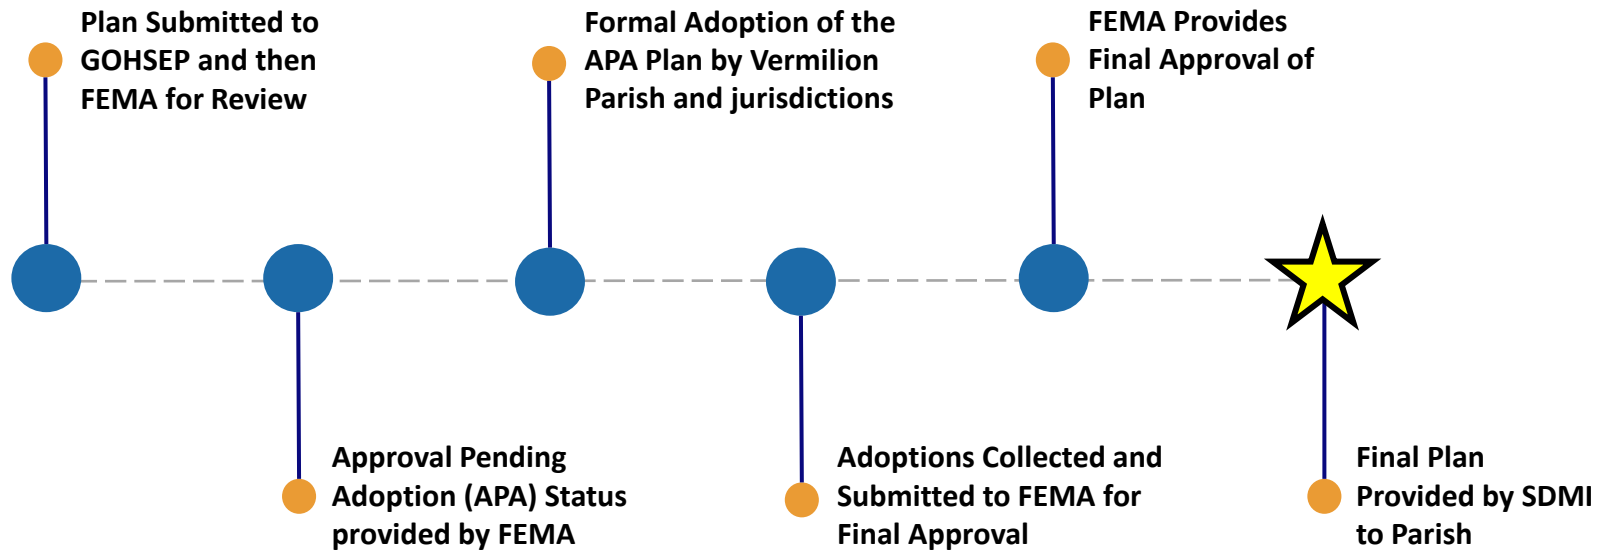 Plan Submitted to
GOHSEP and then
FEMA for Review
Approval Pending
Adoption (APA) Status
provided by FEMA
Formal Adoption of the
APA Plan by Vermilion
Parish and jurisdictions
Adoptions Collected and
Submitted to FEMA for
Final Approval
FEMA Provides
Final Approval of
Plan
Final Plan
Provided by SDMI
to Parish